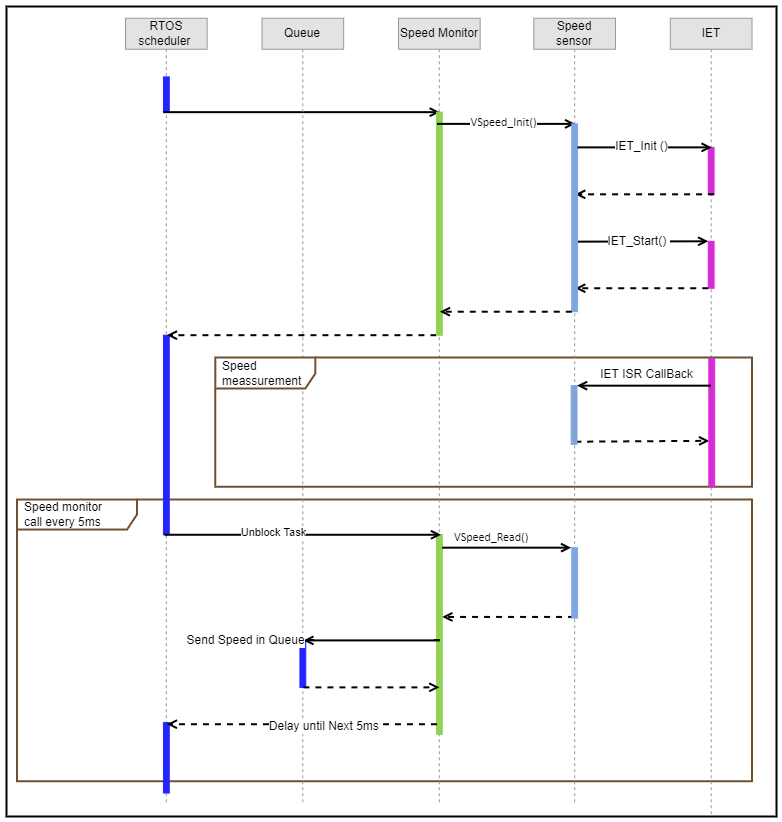 RTOS
scheduler
Queue
Speed Monitor
Speed
sensor
IET
VSpeed_Init()
IET_Init ()
IET_Start()
Speed
meassurement
IET ISR CallBack
Speed monitor
call every 5ms
Unblock Task
VSpeed_Read()
Send Speed in Queue
Delay until Next 5ms